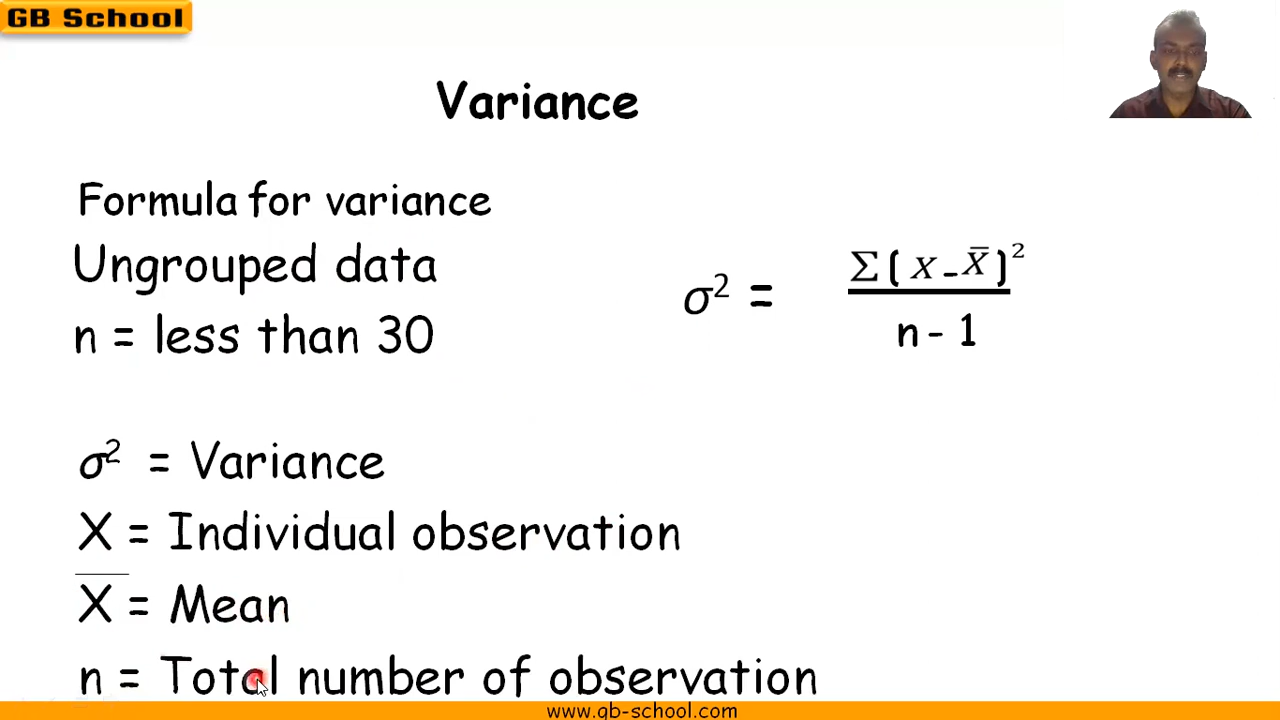 GB School
Variance
Formula for variance
Ungrouped data
n = less than 30
σ² = Σ( X - X̄ )² / n - 1
σ² = Variance
X = Individual observation
X̄ = Mean
n = Total number of observation
www.gb-school.com